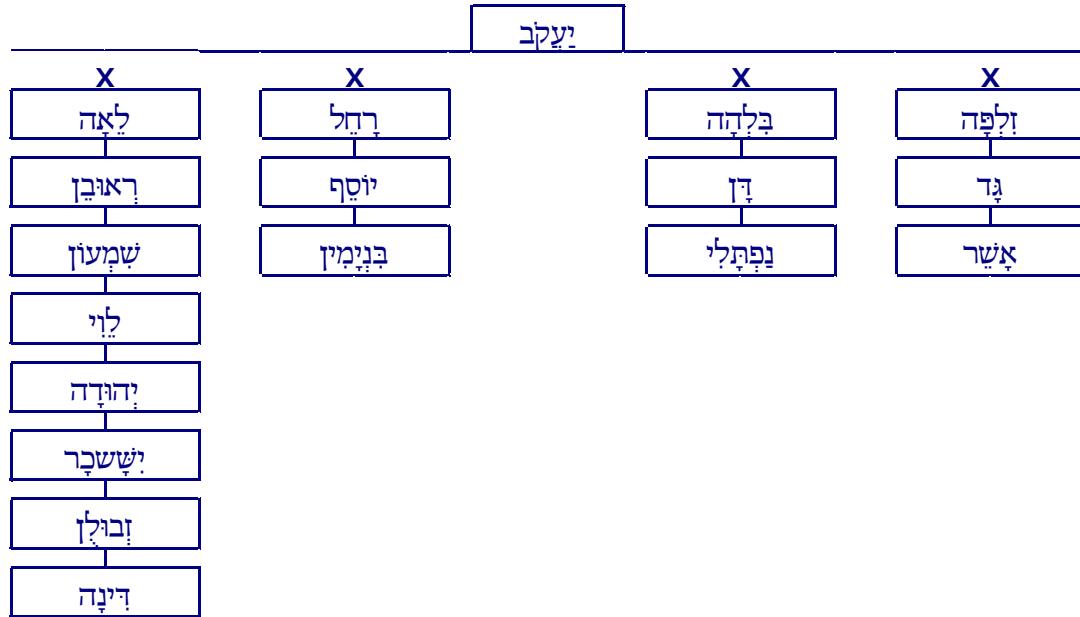 יַעֲקֹב
X X X X
לֵאָה רָחֵל בִּלְהָה זִלְפָּה
רְאוּבֵן יוֹסֵף דָּן גָּד
שִׁמְעוֹן בִּנְיָמִין נַפְתָּלִי אָשֵׁר
לֵוִי
יְהוּדָה
יִשָּׁשכָר
זְבוּלֻן
דִּינָה